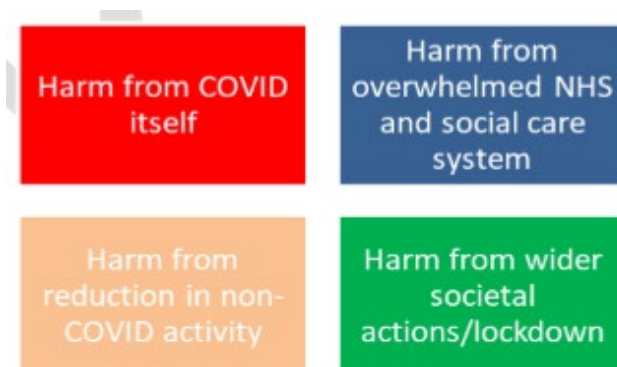 Harm from COVID
itself
Harm from
overwhelmed NHS
and social care
system
Harm from
reduction in non-
COVID activity
Harm from wider
societal
actions/lockdown